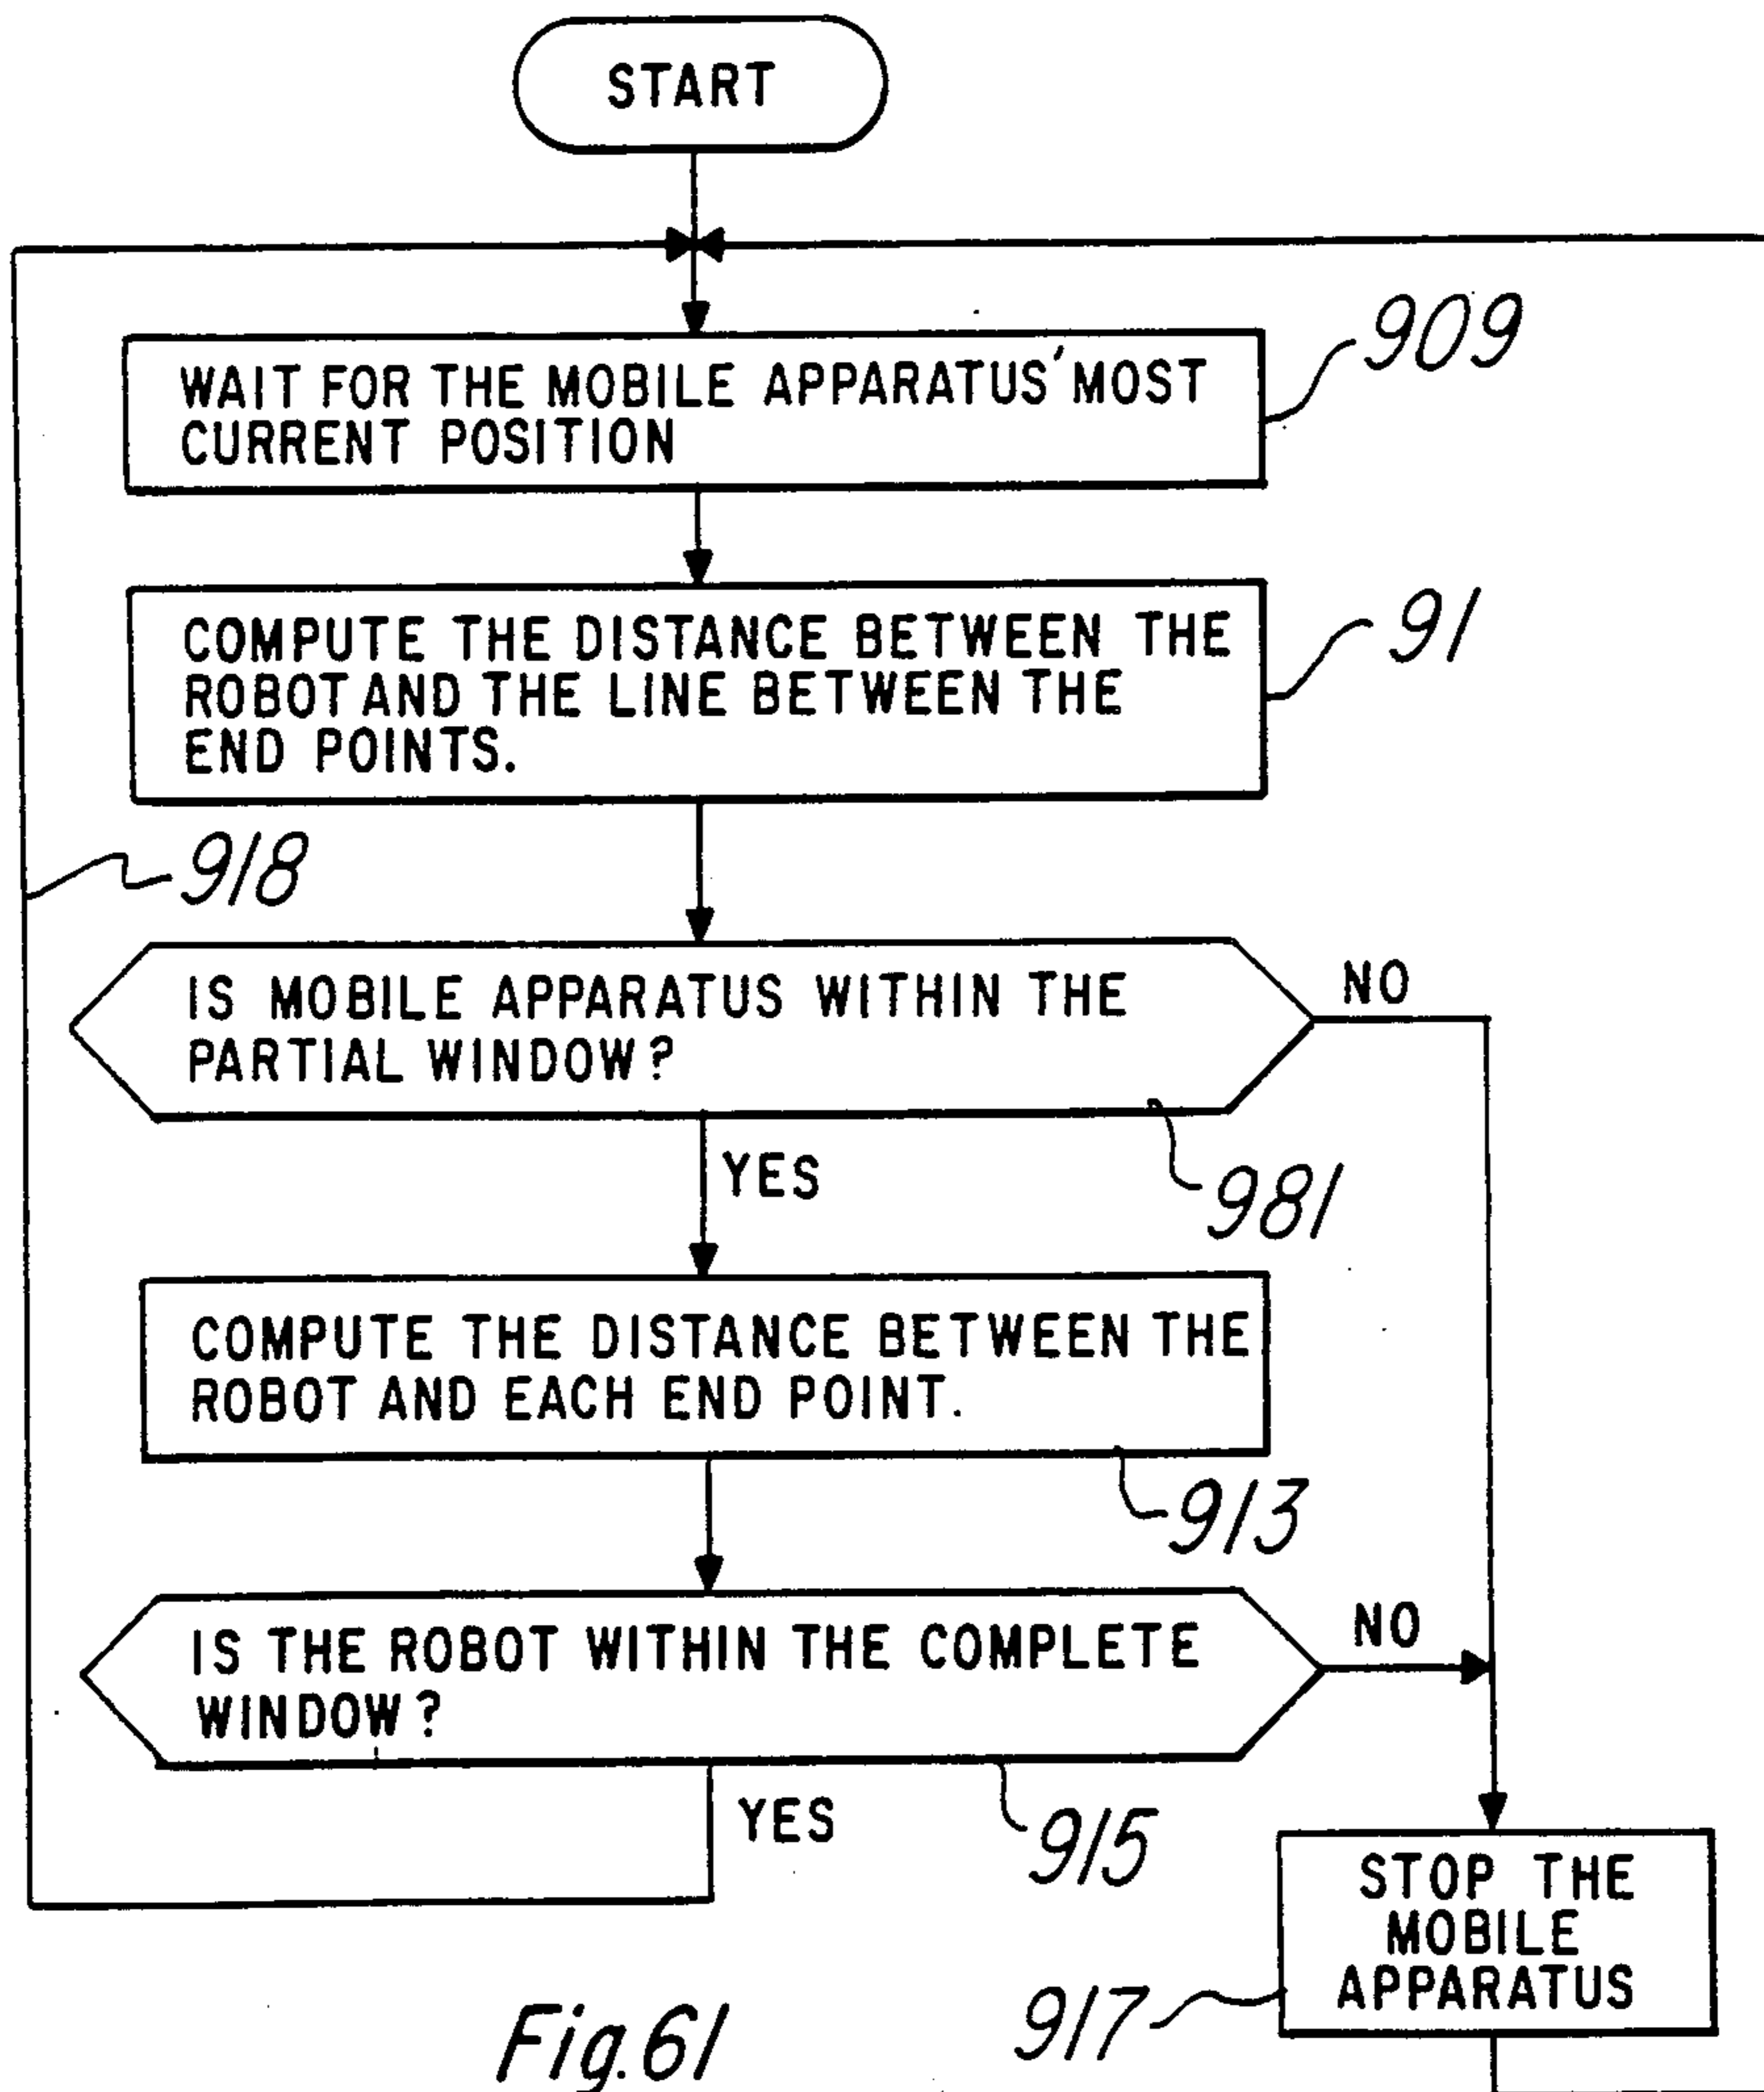 START
WAIT FOR THE MOBILE APPARATUS' MOST
CURRENT POSITION
909
COMPUTE THE DISTANCE BETWEEN THE
ROBOT AND THE LINE BETWEEN THE
END POINTS.
91
918
IS MOBILE APPARATUS WITHIN THE
PARTIAL WINDOW?
NO
YES
981
COMPUTE THE DISTANCE BETWEEN THE
ROBOT AND EACH END POINT.
913
IS THE ROBOT WITHIN THE COMPLETE
WINDOW?
NO
YES
915
STOP THE
MOBILE
APPARATUS
917
Fig.61